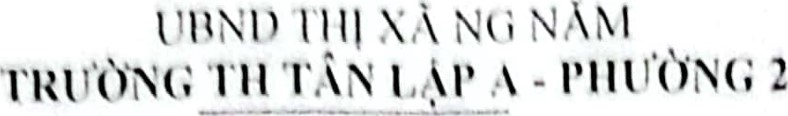 UBND THỊ XÃ NG NĂM
TRƯỜNG TH TÂN LẬP A - PHƯỜNG 2